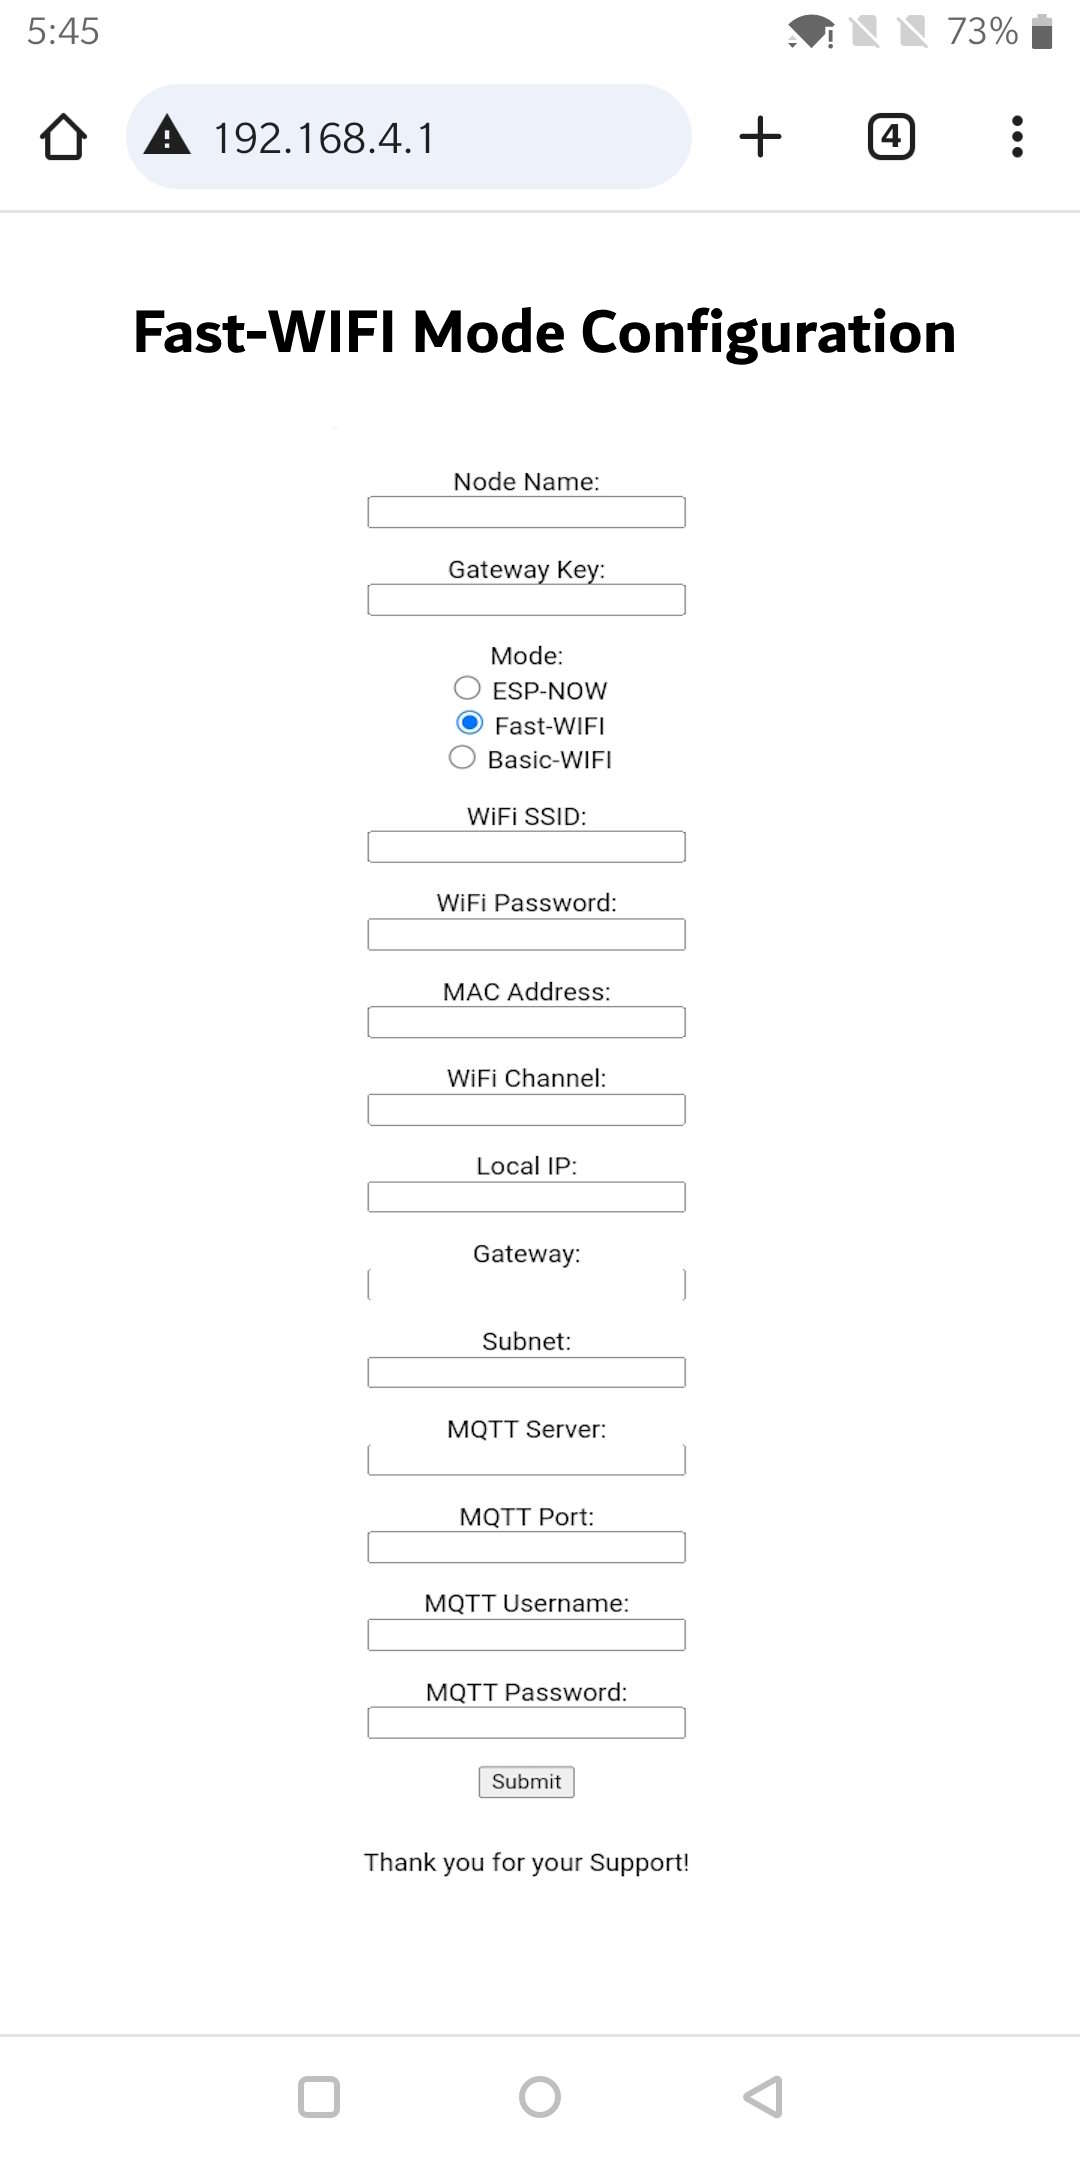 5:45
73%
192.168.4.1
4
Fast-WIFI Mode Configuration
Node Name:
Gateway Key:
Mode:
ESP-NOW
Fast-WIFI
Basic-WIFI
WiFi SSID:
WiFi Password:
MAC Address:
WiFi Channel:
Local IP:
Gateway:
Subnet:
MQTT Server:
MQTT Port:
MQTT Username:
MQTT Password:
Submit
Thank you for your Support!